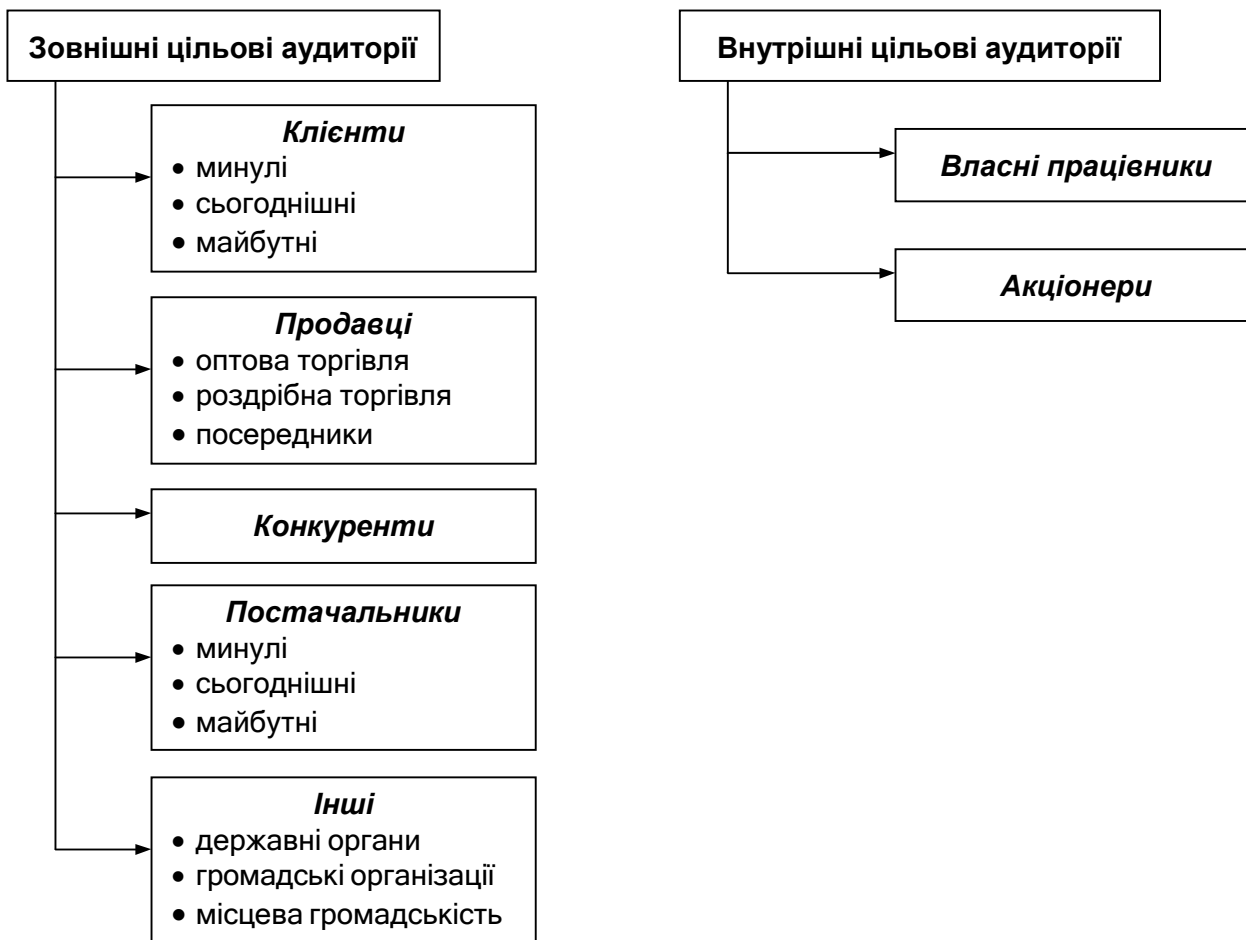 Зовнішні цільові аудиторії
Клієнти
• минулі
• сьогоднішні
• майбутні
Продавці
• оптова торгівля
• роздрібна торгівля
• посередники
Конкуренти
Постачальники
• минулі
• сьогоднішні
• майбутні
Інші
• державні органи
• громадські організації
• місцева громадськість
Внутрішні цільові аудиторії
Власні працівники
Акціонери